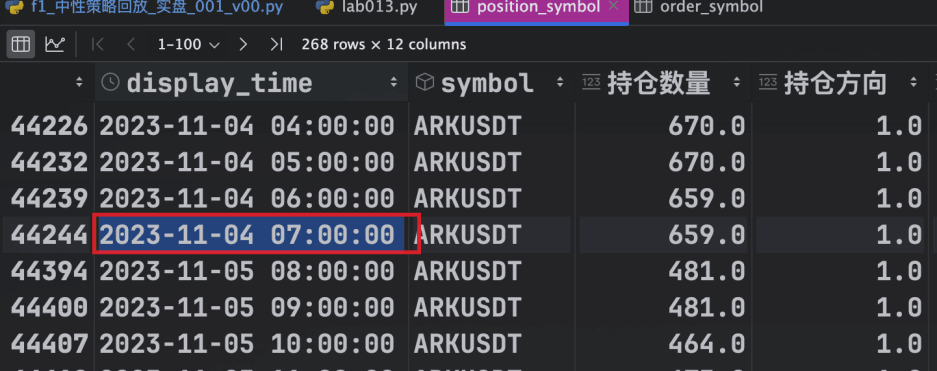 f1_中性策略回放_实盘_001_v00.py lab013.py position_symbol × order_symbol
1-100 268 rows × 12 columns
display_time symbol 123 持仓数量 123 持仓方向
44226 2023-11-04 04:00:00 ARKUSDT 670.0 1.0
44232 2023-11-04 05:00:00 ARKUSDT 670.0 1.0
44239 2023-11-04 06:00:00 ARKUSDT 659.0 1.0
44244 2023-11-04 07:00:00 ARKUSDT 659.0 1.0
44394 2023-11-05 08:00:00 ARKUSDT 481.0 1.0
44400 2023-11-05 09:00:00 ARKUSDT 481.0 1.0
44407 2023-11-05 10:00:00 ARKUSDT 464.0 1.0